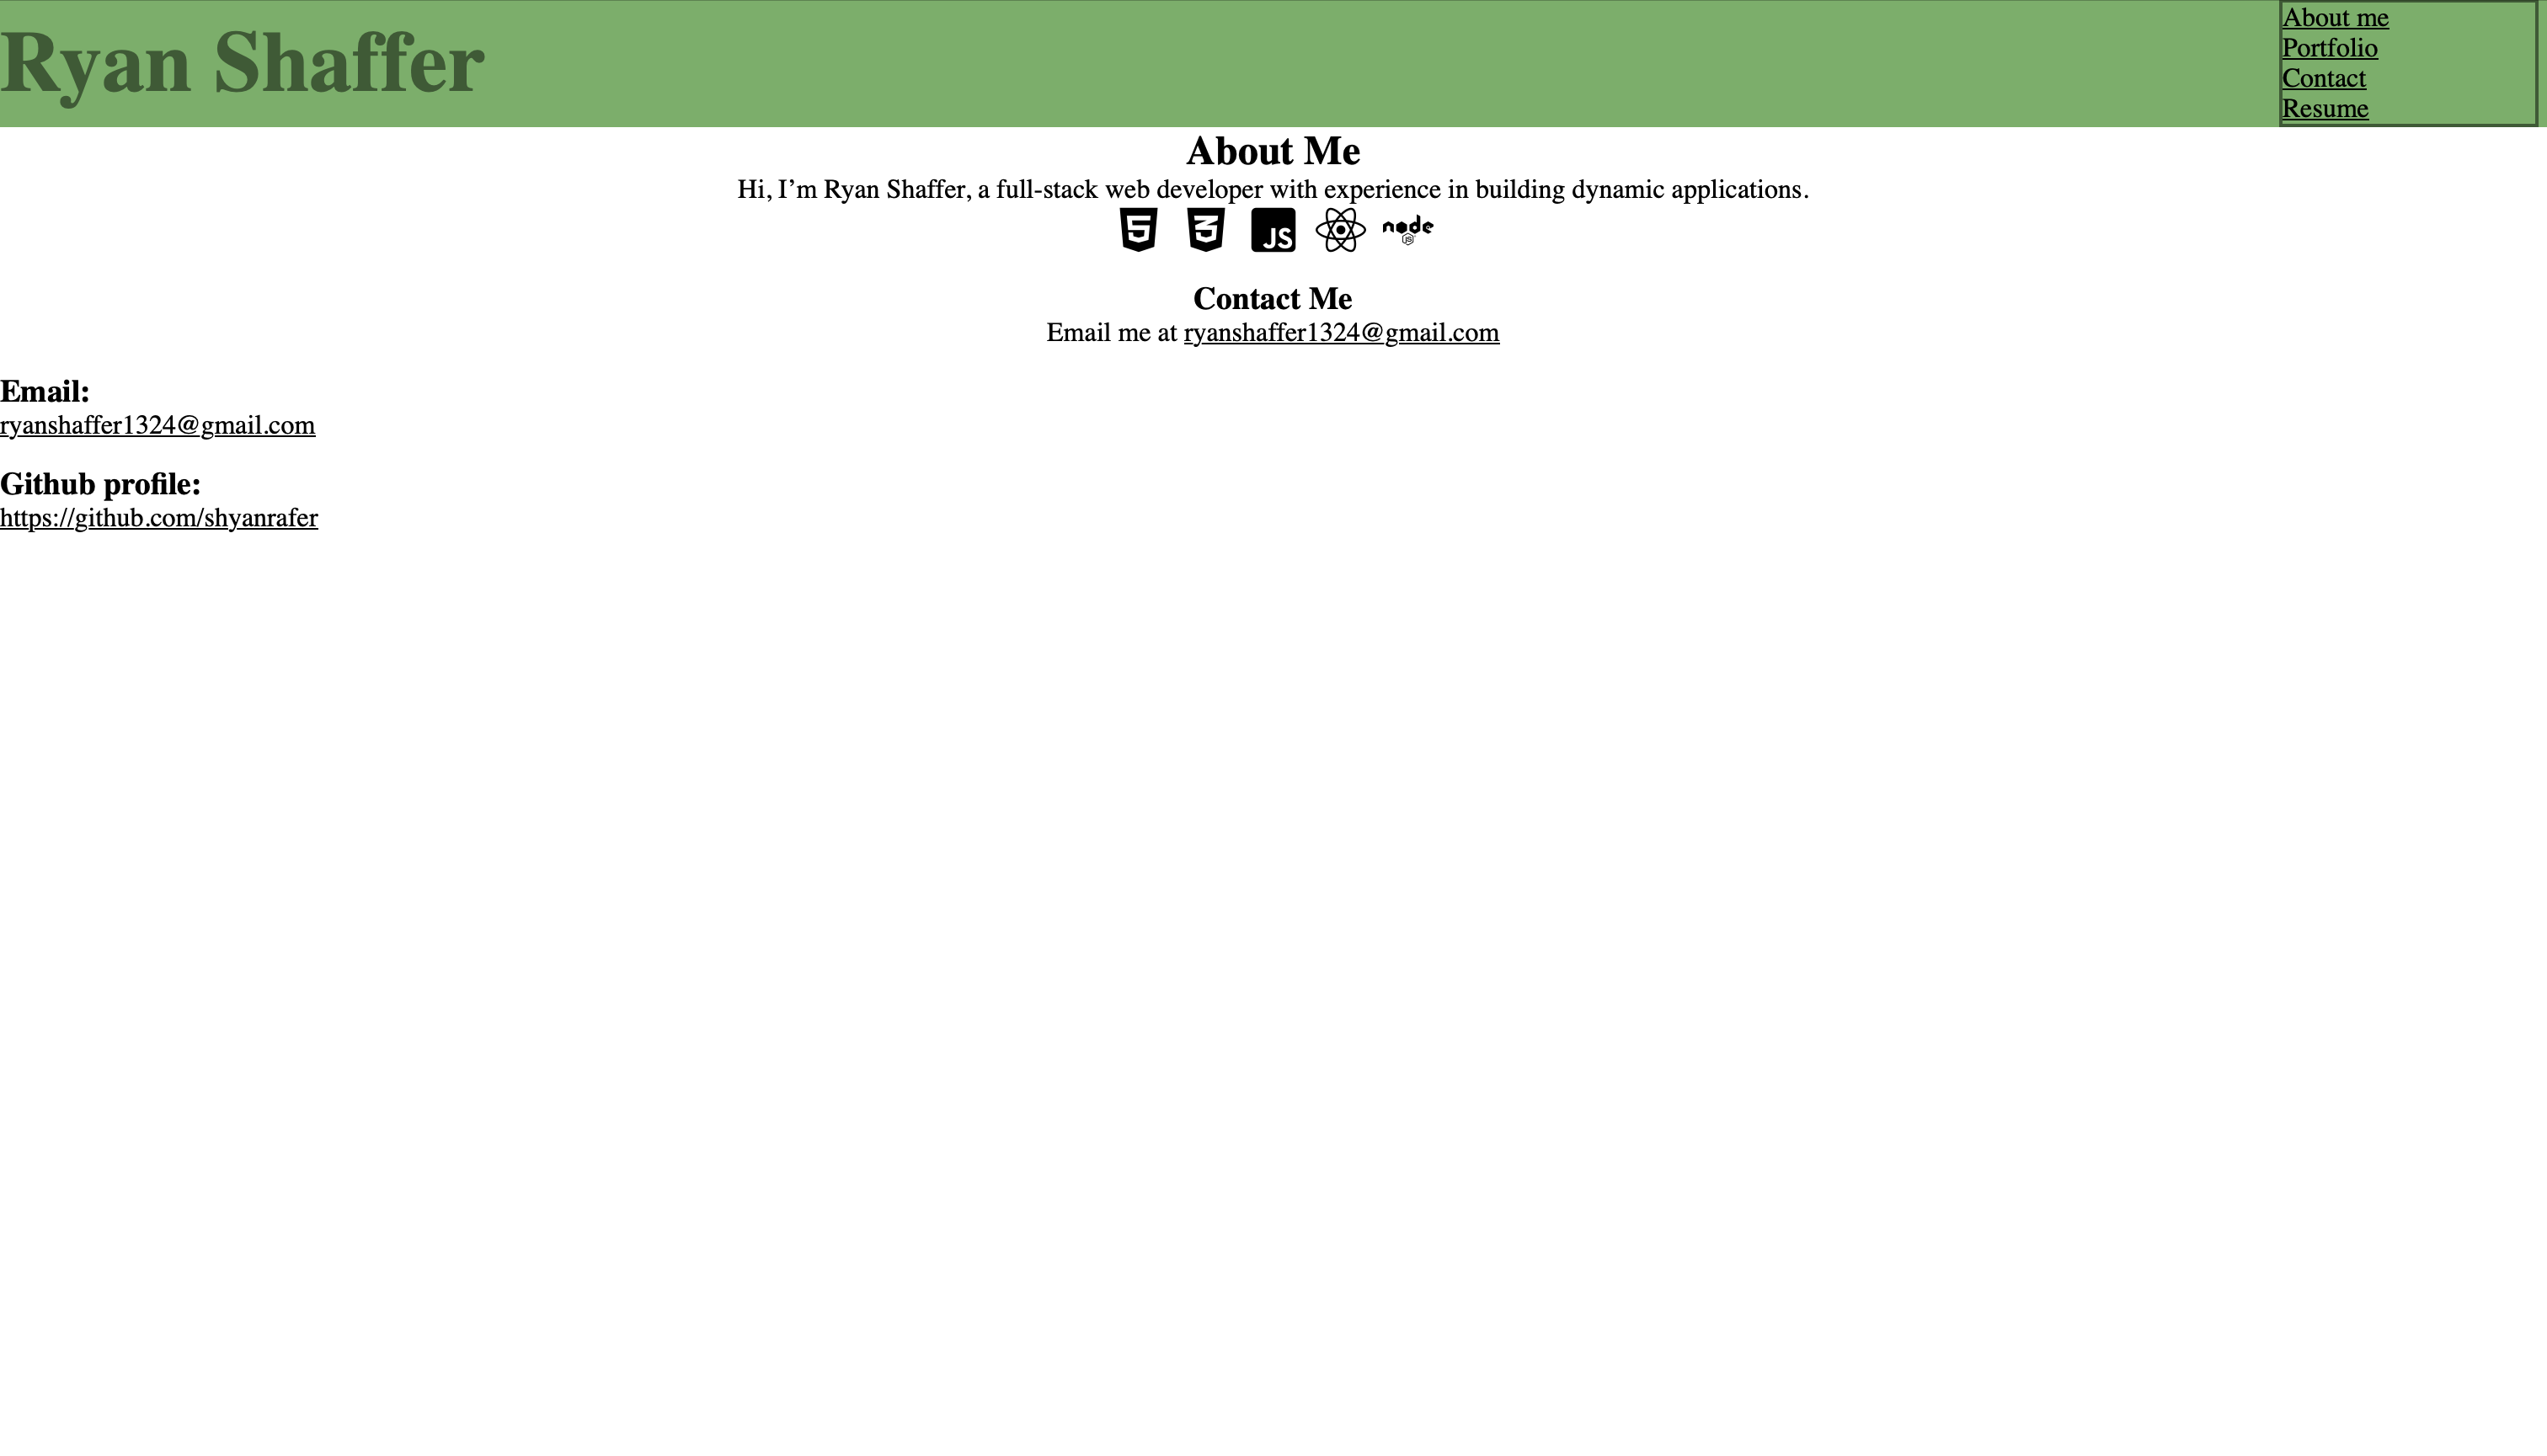 Ryan Shaffer
About me
Portfolio
Contact
Resume
About Me
Hi, I’m Ryan Shaffer, a full-stack web developer with experience in building dynamic applications.
5 3 JS node JS
Contact Me
Email me at ryanshaffer1324@gmail.com
Email:
ryanshaffer1324@gmail.com
Github profile:
https://github.com/shyanrafer